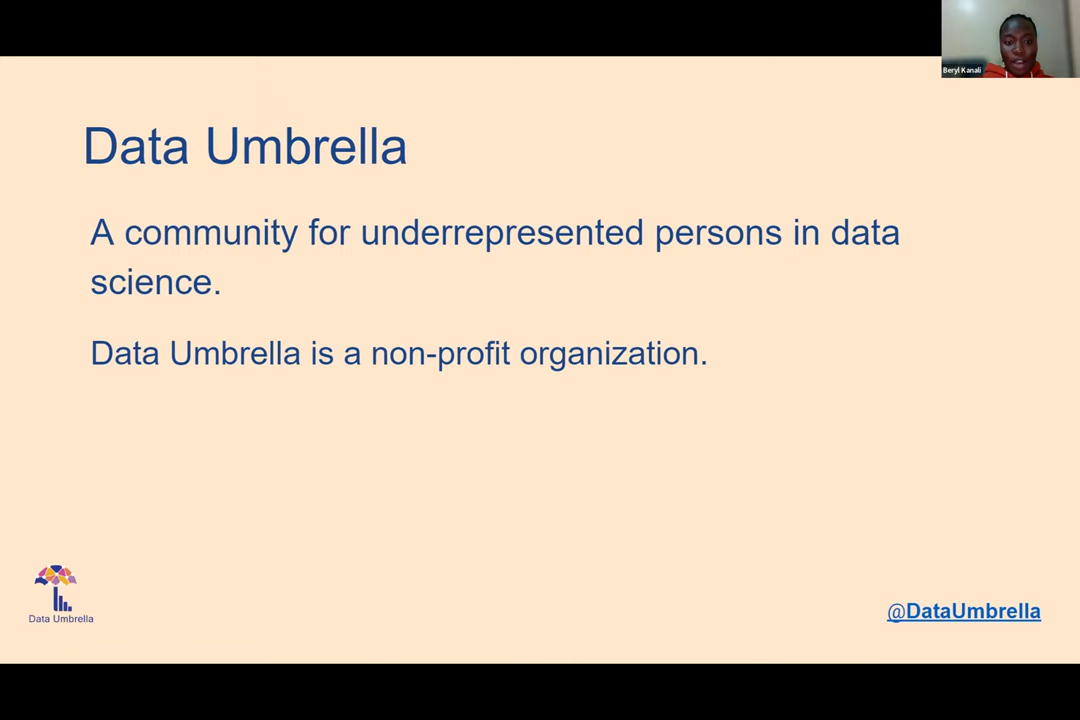 Beryl Kanali
Data Umbrella
A community for underrepresented persons in data
science.
Data Umbrella is a non-profit organization.
Data Umbrella
@DataUmbrella